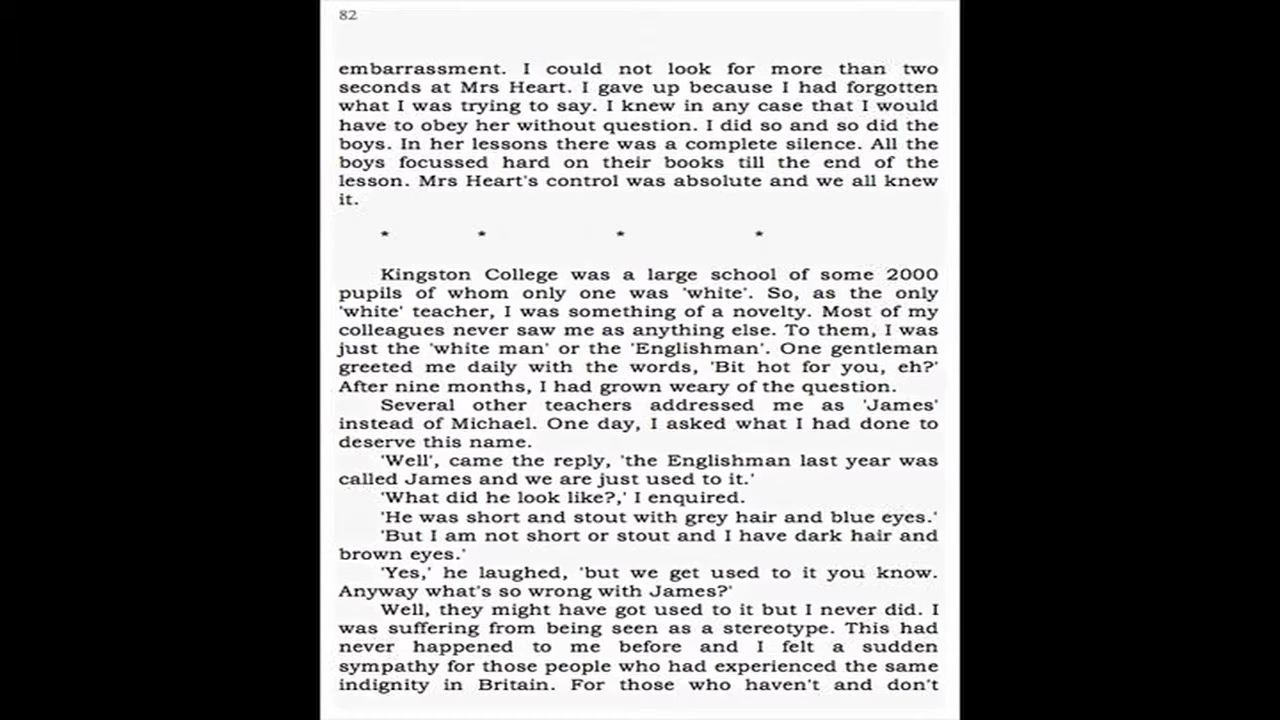 82
embarrassment. I could not look for more than two
seconds at Mrs Heart. I gave up because I had forgotten
what I was trying to say. I knew in any case that I would
have to obey her without question. I did so and so did the
boys. In her lessons there was a complete silence. All the
boys focussed hard on their books till the end of the
lesson. Mrs Heart's control was absolute and we all knew
it.
* * * *
Kingston College was a large school of some 2000
pupils of whom only one was 'white'. So, as the only
'white' teacher, I was something of a novelty. Most of my
colleagues never saw me as anything else. To them, I was
just the 'white man' or the 'Englishman'. One gentleman
greeted me daily with the words, 'Bit hot for you, eh?'
After nine months, I had grown weary of the question.
Several other teachers addressed me as 'James'
instead of Michael. One day, I asked what I had done to
deserve this name.
'Well', came the reply, 'the Englishman last year was
called James and we are just used to it.'
'What did he look like?,' I enquired.
'He was short and stout with grey hair and blue eyes.'
'But I am not short or stout and I have dark hair and
brown eyes.'
'Yes,' he laughed, 'but we get used to it you know.
Anyway what's so wrong with James?'
Well, they might have got used to it but I never did. I
was suffering from being seen as a stereotype. This had
never happened to me before and I felt a sudden
sympathy for those people who had experienced the same
indignity in Britain. For those who haven't and don't